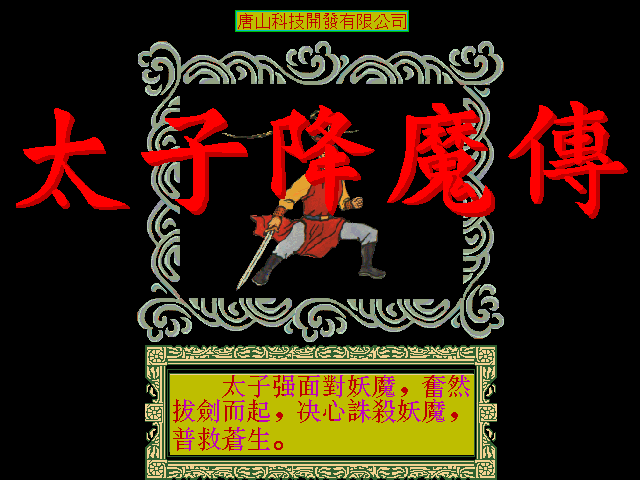 唐山科技開發有限公司
太子降魔傳
太子强面對妖魔，奮然
拔劍而起，决心誅殺妖魔，
普救蒼生。